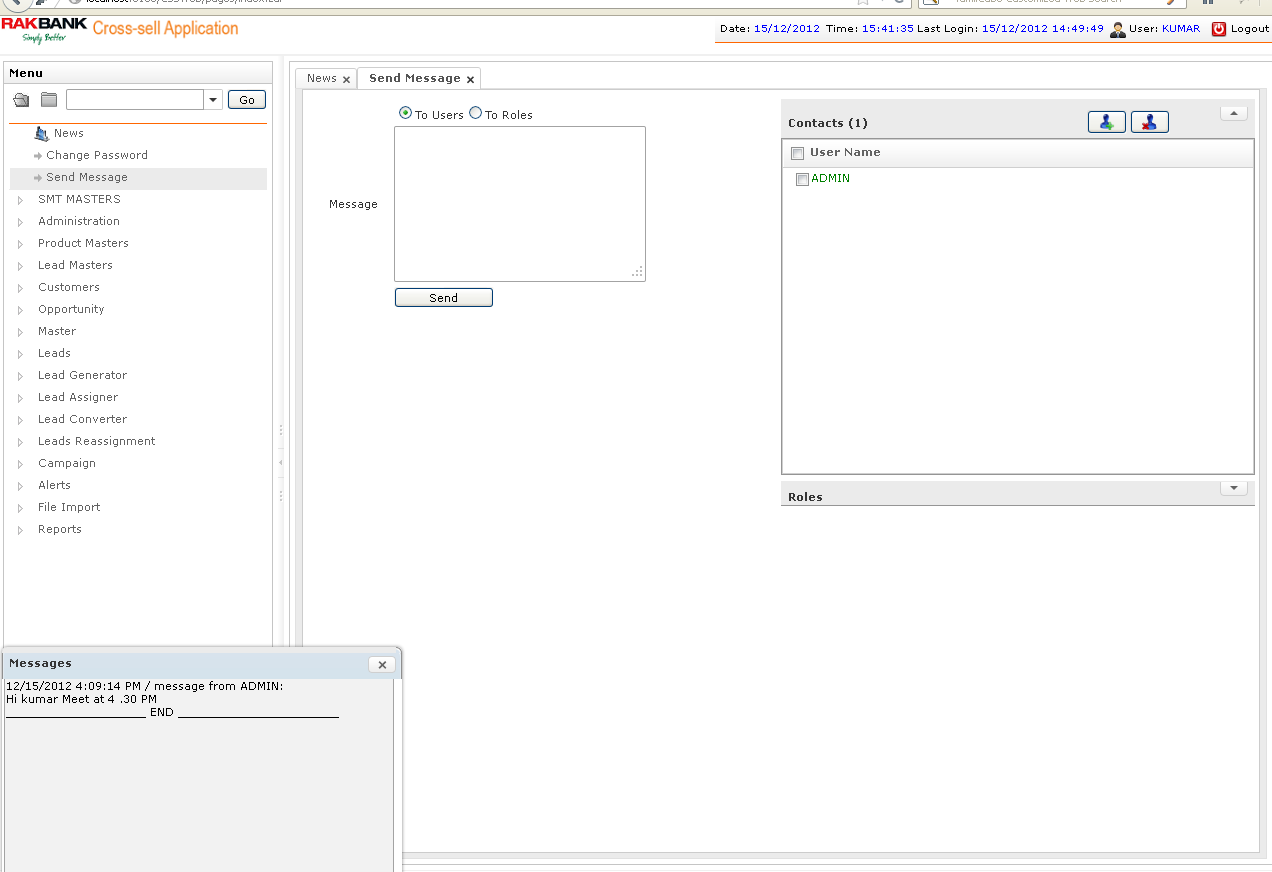 RAKBANK
Simply Better
Cross-sell Application
Date: 15/12/2012 Time: 15:41:35 Last Login: 15/12/2012 14:49:49 User: KUMAR Logout
Menu
Go
News
Change Password
Send Message
SMT MASTERS
Administration
Product Masters
Lead Masters
Customers
Opportunity
Master
Leads
Lead Generator
Lead Assigner
Lead Converter
Leads Reassignment
Campaign
Alerts
File Import
Reports
News
Send Message
To Users To Roles
Message
Send
Contacts (1)
User Name
ADMIN
Roles
Messages
12/15/2012 4:09:14 PM / message from ADMIN:
Hi kumar Meet at 4 .30 PM
____________________ END _______________________